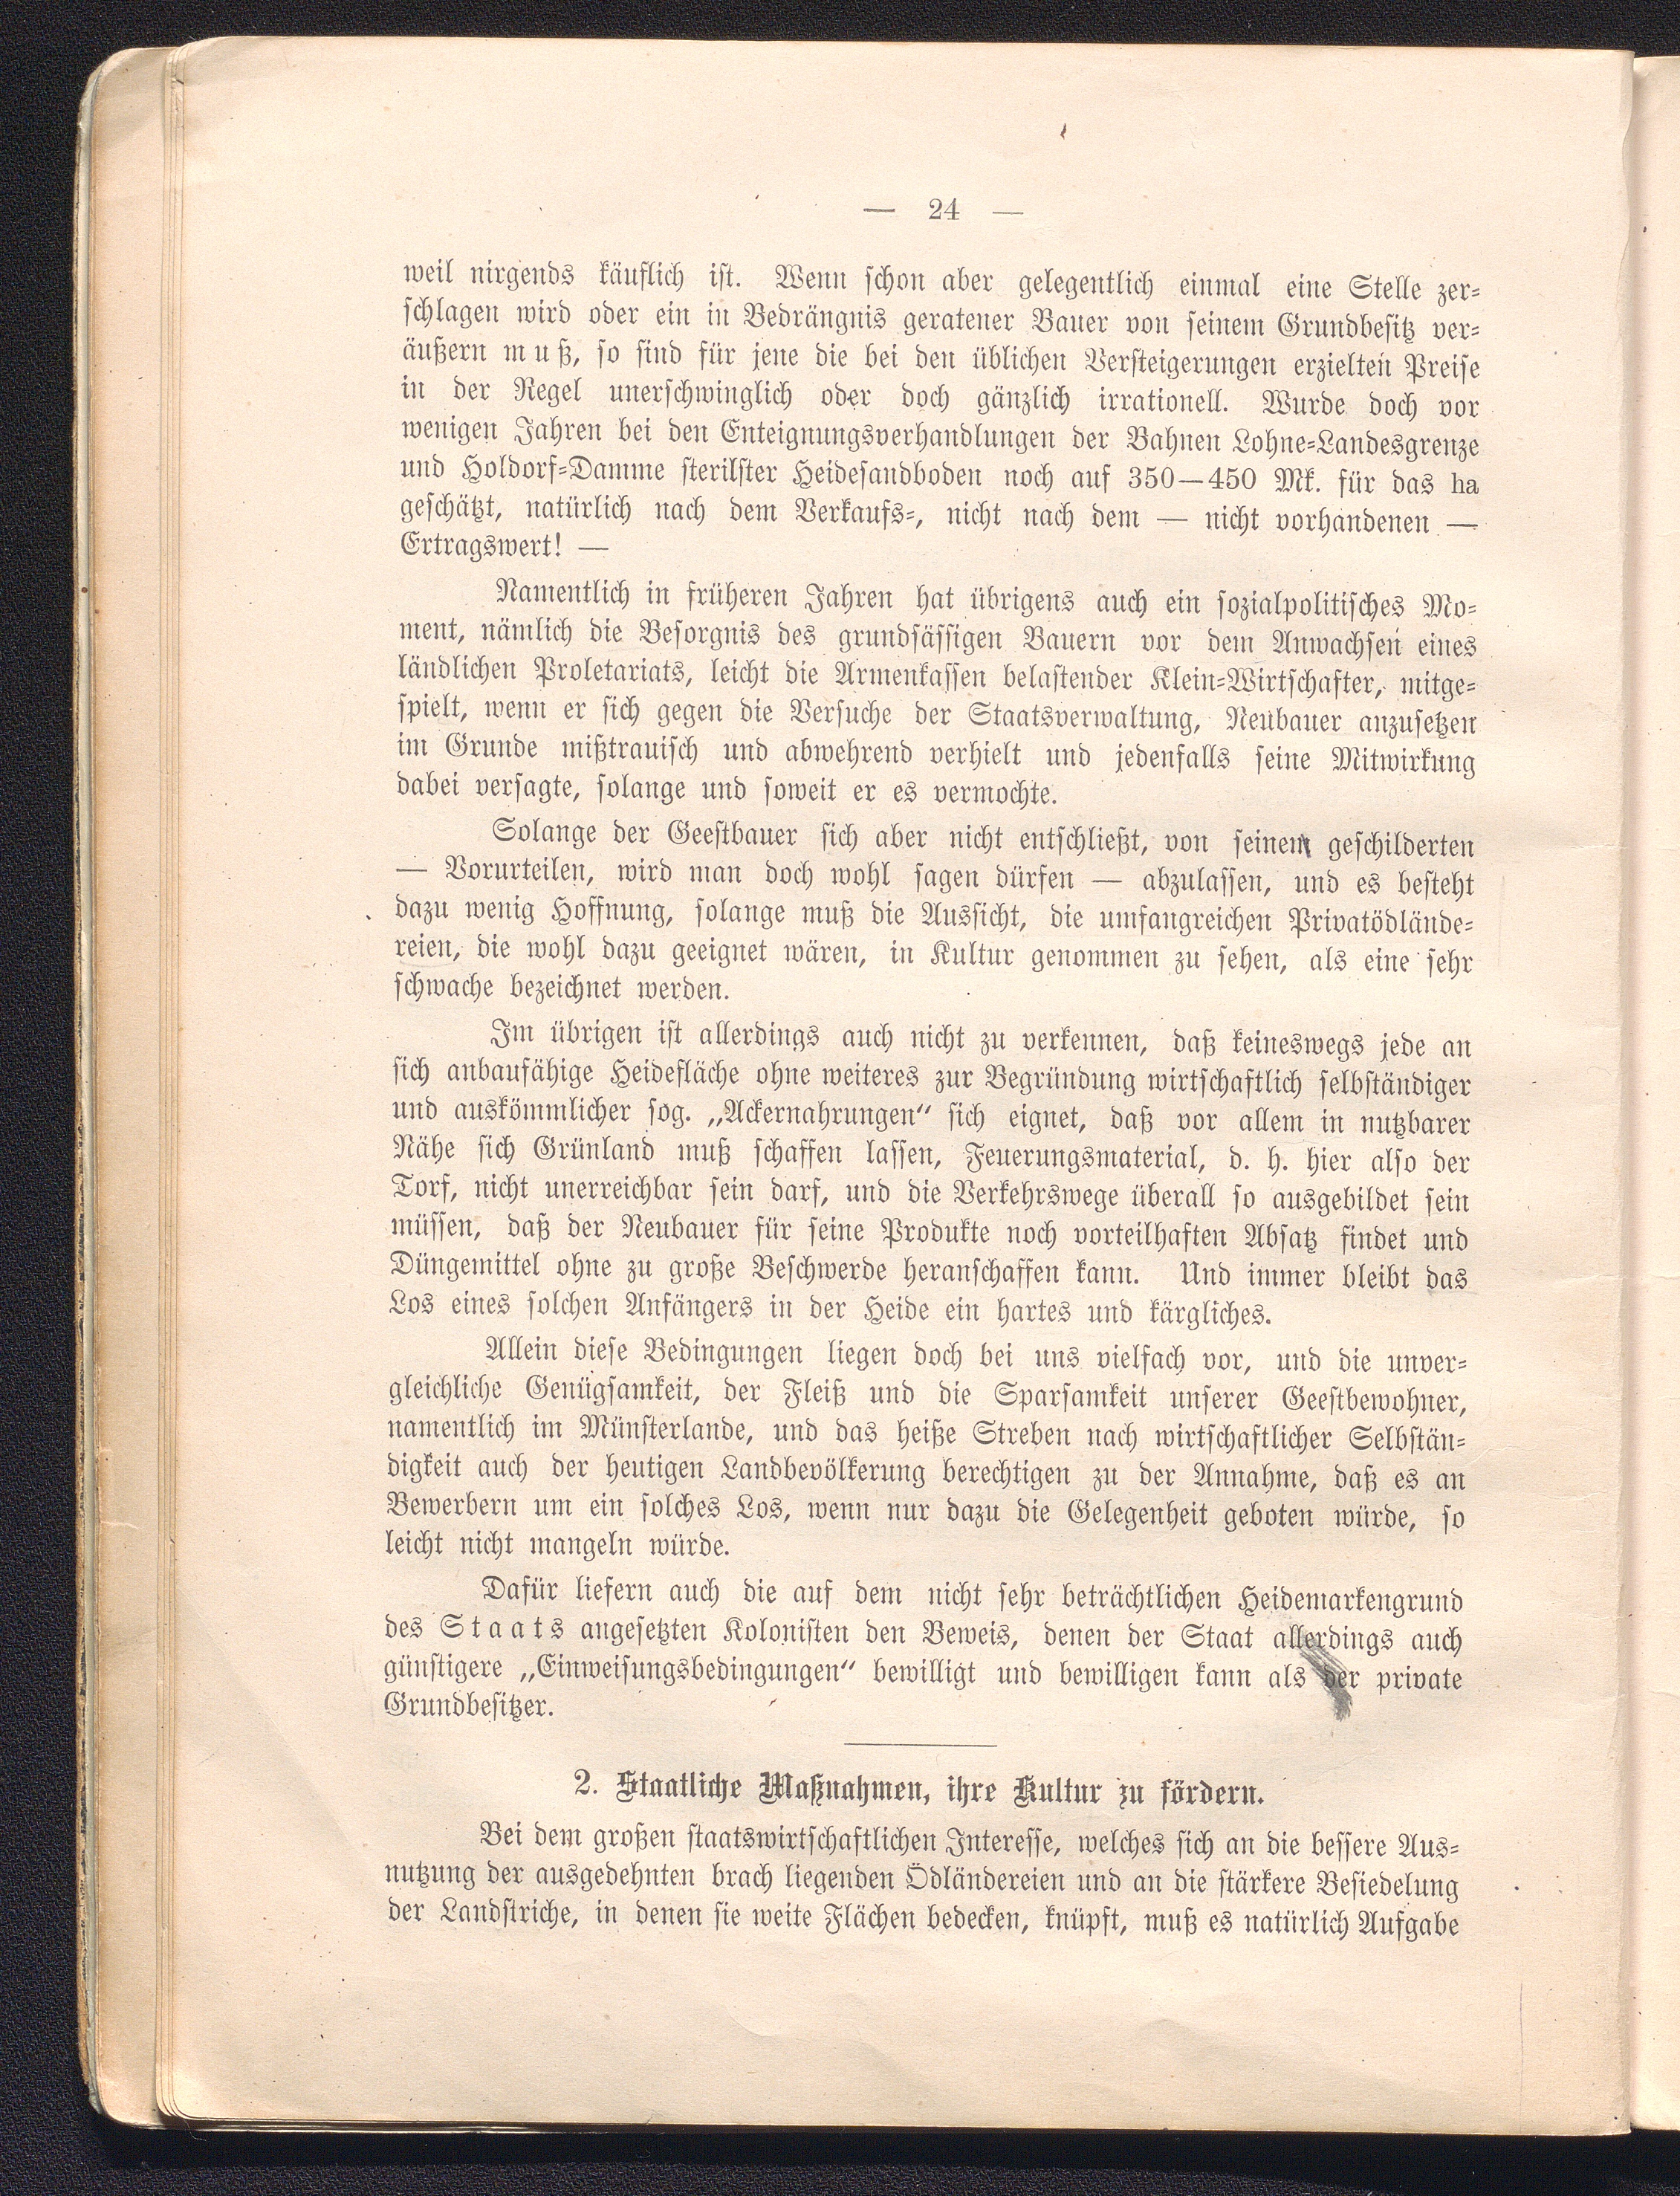 — 24 —
weil nirgends käuflich ist. Wenn schon aber gelegentlich einmal eine Stelle zer-
schlagen wird oder ein in Bedrängnis geratener Bauer von seinem Grundbesitz ver-
äußern muß, so sind für jene die bei den üblichen Versteigerungen erzielten Preise
in der Regel unerschwinglich oder doch gänzlich irrationell. Wurde doch vor
wenigen Jahren bei den Enteignungsverhandlungen der Bahnen Lohne-Landesgrenze
und Holdorf-Damme sterilster Heidesandboden noch auf 350—450 Mk. für das ha
geschätzt, natürlich nach dem Verkaufs-, nicht nach dem — nicht vorhandenen —
Ertragswert! —
Namentlich in früheren Jahren hat übrigens auch ein sozialpolitisches Mo-
ment, nämlich die Besorgnis des grundsässigen Bauern vor dem Anwachsen eines
ländlichen Proletariats, leicht die Armenkassen belastender Klein-Wirtschafter, mitge-
spielt, wenn er sich gegen die Versuche der Staatsverwaltung, Neubauer anzusetzen
im Grunde mißtrauisch und abwehrend verhielt und jedenfalls seine Mitwirkung
dabei versagte, solange und soweit er es vermochte.
Solange der Geestbauer sich aber nicht entschließt, von seinen geschilderten
— Vorurteilen, wird man doch wohl sagen dürfen — abzulassen, und es besteht
dazu wenig Hoffnung, solange muß die Aussicht, die umfangreichen Privatödlände-
reien, die wohl dazu geeignet wären, in Kultur genommen zu sehen, als eine sehr
schwache bezeichnet werden.
Im übrigen ist allerdings auch nicht zu verkennen, daß keineswegs jede an
sich anbaufähige Heidefläche ohne weiteres zur Begründung wirtschaftlich selbständiger
und auskömmlicher sog. „Ackernahrungen“ sich eignet, daß vor allem in nutzbarer
Nähe sich Grünland muß schaffen lassen, Feuerungsmaterial, d. h. hier also der
Torf, nicht unerreichbar sein darf, und die Verkehrswege überall so ausgebildet sein
müssen, daß der Neubauer für seine Produkte noch vorteilhaften Absatz findet und
Düngemittel ohne zu große Beschwerde heranschaffen kann. Und immer bleibt das
Los eines solchen Anfängers in der Heide ein hartes und kärgliches.
Allein diese Bedingungen liegen doch bei uns vielfach vor, und die unver-
gleichliche Genügsamkeit, der Fleiß und die Sparsamkeit unserer Geestbewohner,
namentlich im Münsterlande, und das heiße Streben nach wirtschaftlicher Selbstän-
digkeit auch der heutigen Landbevölkerung berechtigen zu der Annahme, daß es an
Bewerbern um ein solches Los, wenn nur dazu die Gelegenheit geboten würde, so
leicht nicht mangeln würde.
Dafür liefern auch die auf dem nicht sehr beträchtlichen Heidemarkengrund
des Staats angesetzten Kolonisten den Beweis, denen der Staat allerdings auch
günstigere „Einweisungsbedingungen“ bewilligt und bewilligen kann als der private
Grundbesitzer.
2. Staatliche Maßnahmen, ihre Kultur zu fördern.
Bei dem großen staatswirtschaftlichen Interesse, welches sich an die bessere Aus-
nutzung der ausgedehnten brach liegenden Ödländereien und an die stärkere Besiedelung
der Landstriche, in denen sie weite Flächen bedecken, knüpft, muß es natürlich Aufgabe